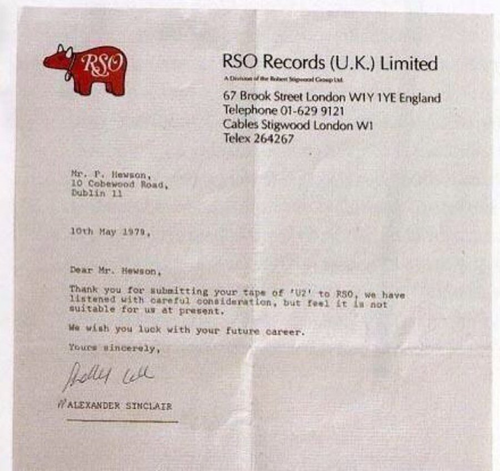 RSO
RSO Records (U.K.) Limited
A Division of the Robert Stigwood Group Ltd.
67 Brook Street London W1Y 1YE England
Telephone 01-629 9121
Cables Stigwood London W1
Telex 264267
Mr. P. Hewson,
10 Cobewood Road,
Dublin 11
10th May 1979,
Dear Mr. Hewson,
Thank you for submitting your tape of 'U2' to RSO, we have
listened with careful consideration, but feel it is not
suitable for us at present.
We wish you luck with your future career.
Yours sincerely,
ALEXANDER SINCLAIR